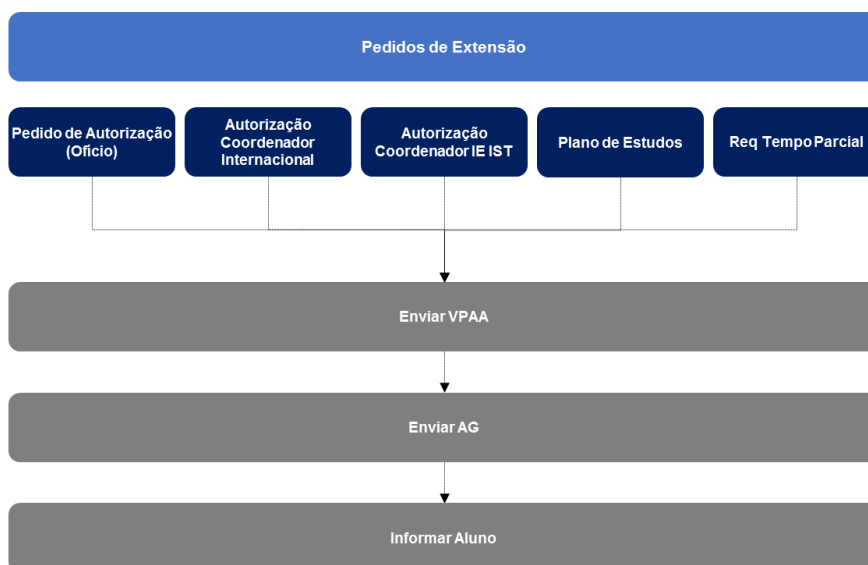 Pedidos de Extensão
Pedido de Autorização
(Ofício)
Autorização
Coordenador
Internacional
Autorização
Coordenador IE IST
Plano de Estudos
Req Tempo Parcial
Enviar VPAA
Enviar AG
Informar Aluno